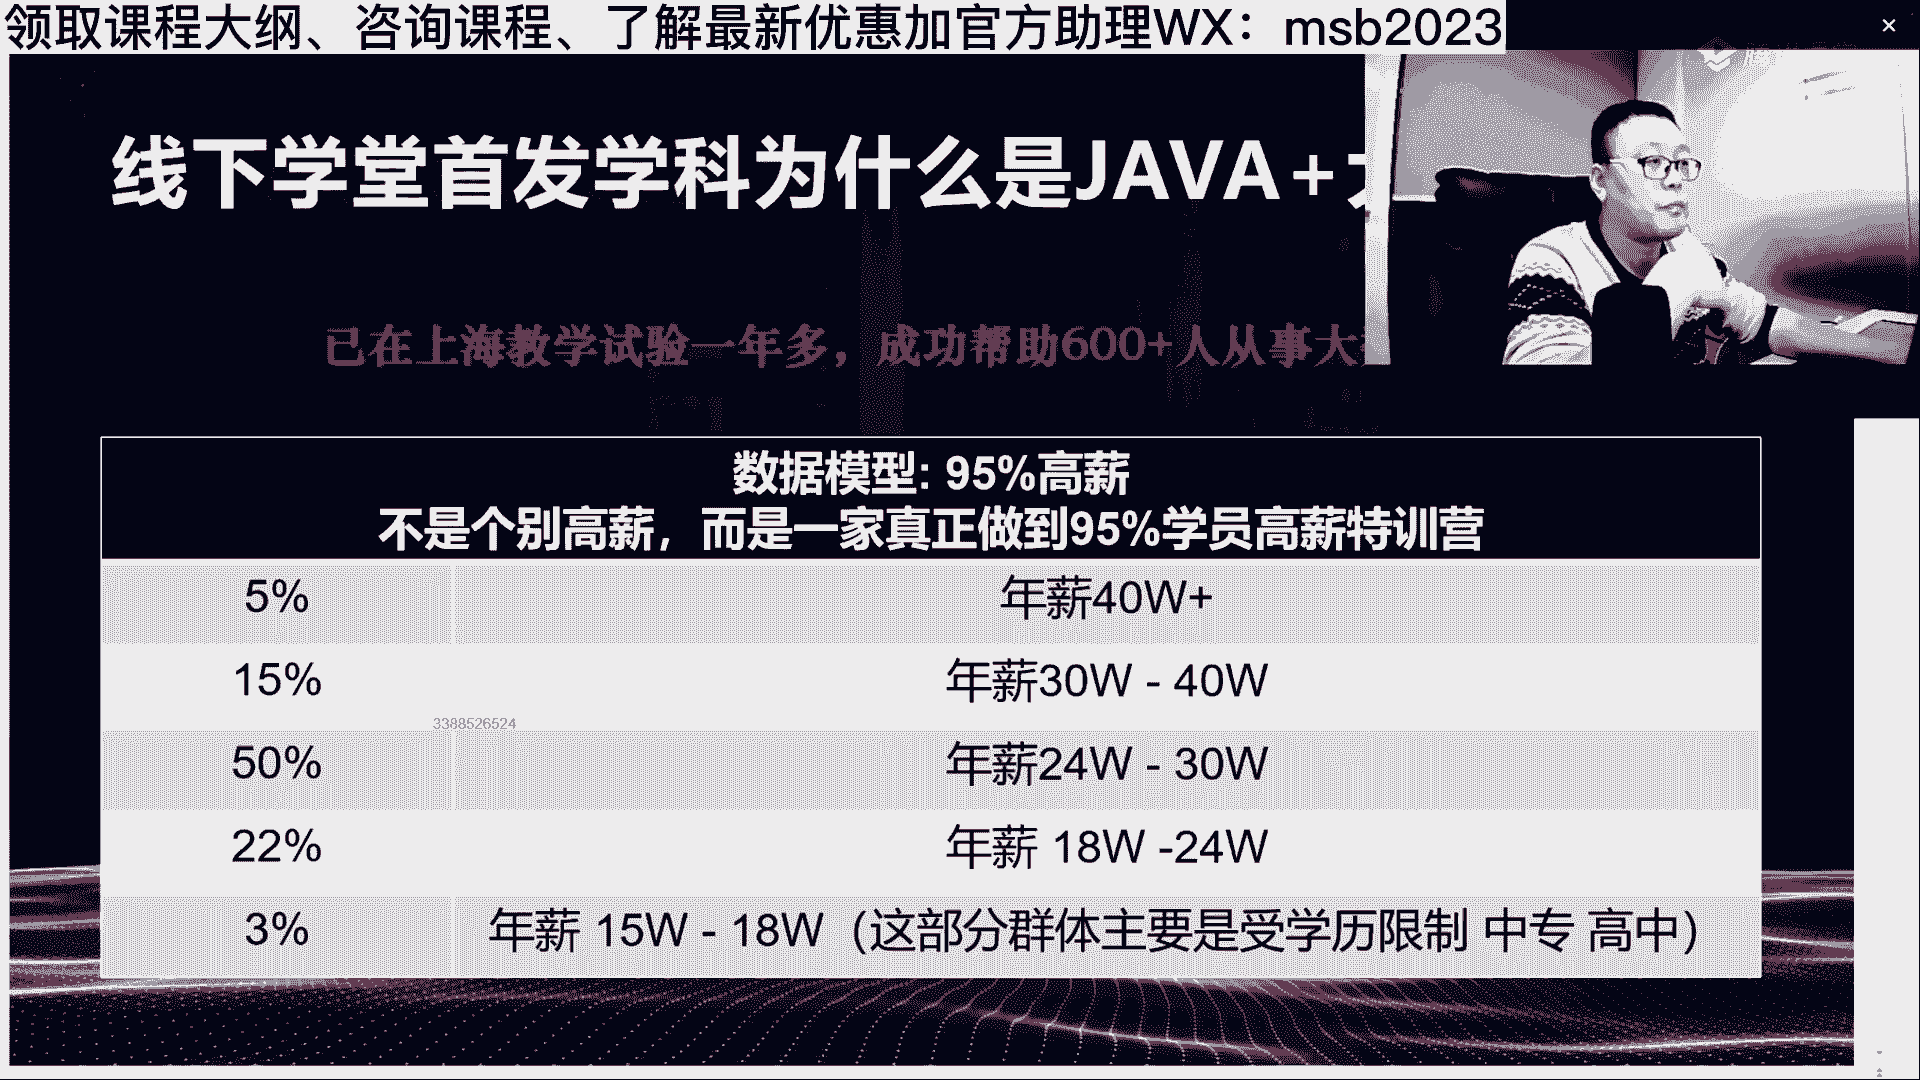 领取课程大纲、咨询课程、了解最新优惠加官方助理WX：msb2023
线下学堂首发学科为什么是JAVA+
已在上海教学试验一年多，成功帮助600+人从事大
数据模型: 95%高薪
不是个别高薪，而是一家真正做到95%学员高薪特训营
5% 年薪40W+
15% 年薪30W - 40W
3388526524
50% 年薪24W - 30W
22% 年薪 18W -24W
3% 年薪 15W - 18W（这部分群体主要是受学历限制 中专 高中）